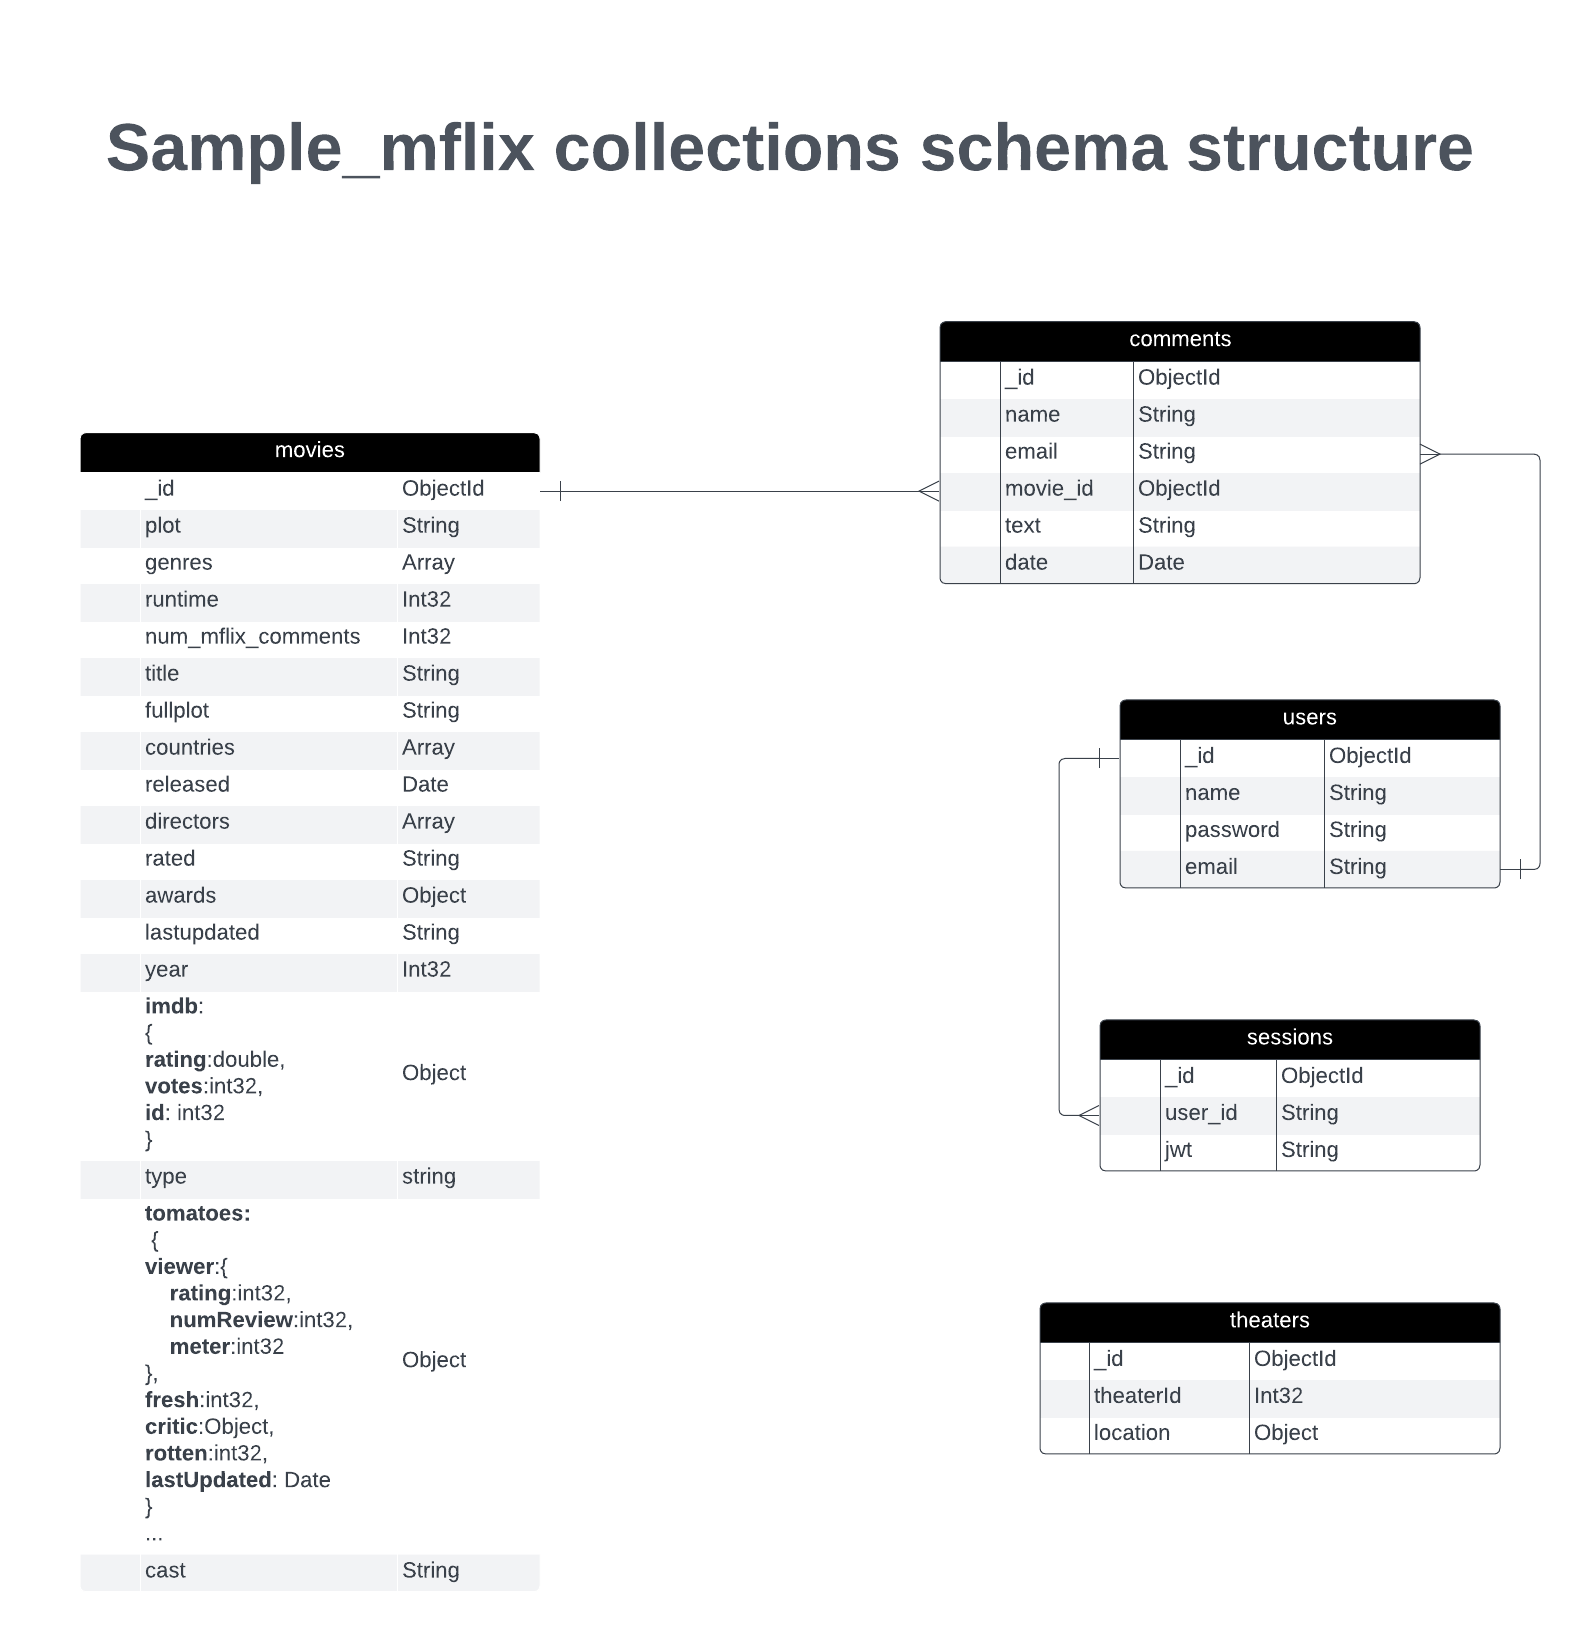 Sample_mflix collections schema structure
comments
_id ObjectId
name String
email String
movie_id ObjectId
text String
date Date
movies
_id ObjectId
plot String
genres Array
runtime Int32
num_mflix_comments Int32
title String
fullplot String
countries Array
released Date
directors Array
rated String
awards Object
lastupdated String
year Int32
imdb:
{
rating:double,
votes:int32,
Object
id: int32
}
type string
tomatoes:
{
viewer:{
rating:int32,
numReview:int32,
meter:int32
Object
},
fresh:int32,
critic:Object,
rotten:int32,
lastUpdated: Date
}
...
cast String
users
_id ObjectId
name String
password String
email String
sessions
_id ObjectId
user_id String
jwt String
theaters
_id ObjectId
theaterId Int32
location Object